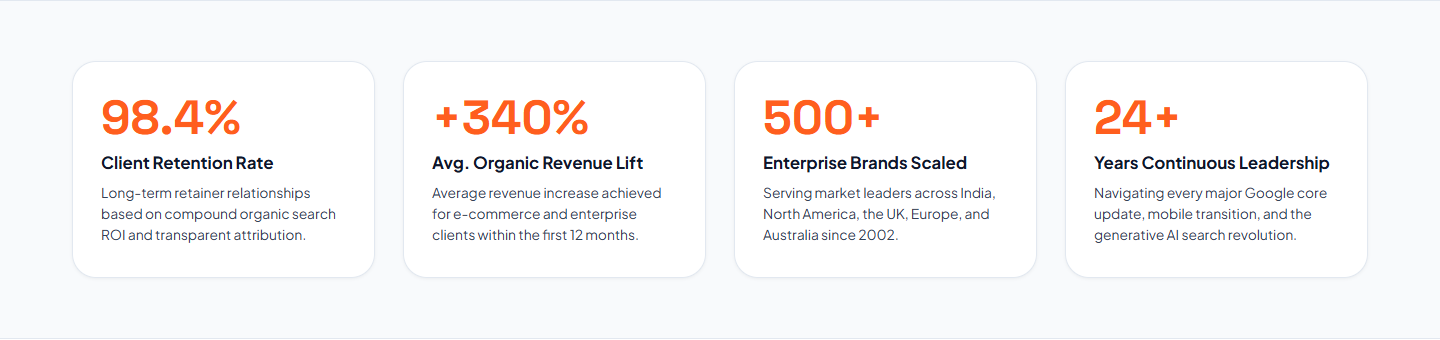 98.4%
Client Retention Rate
Long-term retainer relationships
based on compound organic search
ROI and transparent attribution.
+340%
Avg. Organic Revenue Lift
Average revenue increase achieved
for e-commerce and enterprise
clients within the first 12 months.
500+
Enterprise Brands Scaled
Serving market leaders across India,
North America, the UK, Europe, and
Australia since 2002.
24+
Years Continuous Leadership
Navigating every major Google core
update, mobile transition, and the
generative AI search revolution.